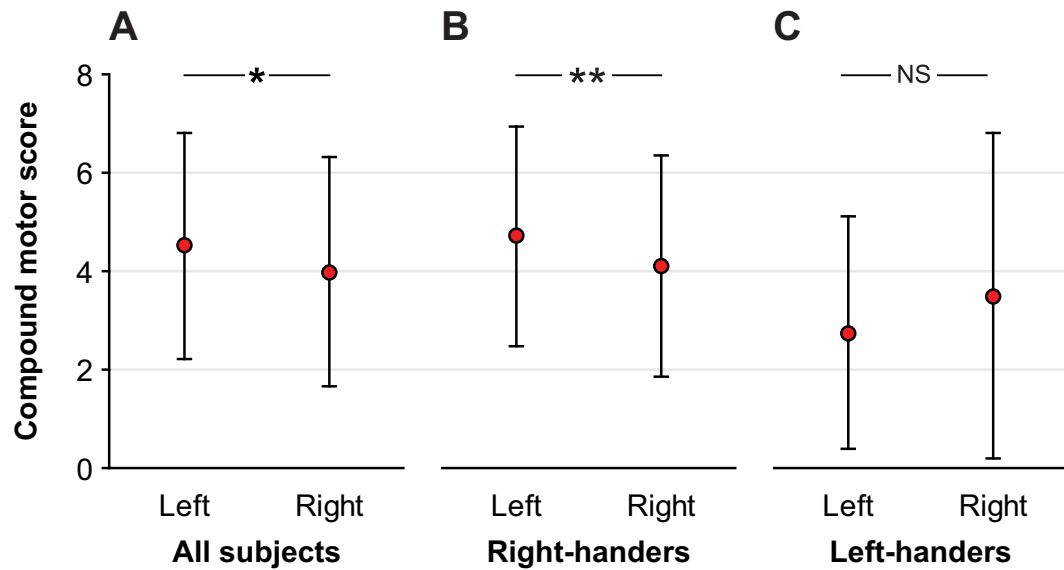 A B C
* ** NS
8
6
4
2
0
Compound motor score
Left Right Left Right Left Right
All subjects Right-handers Left-handers